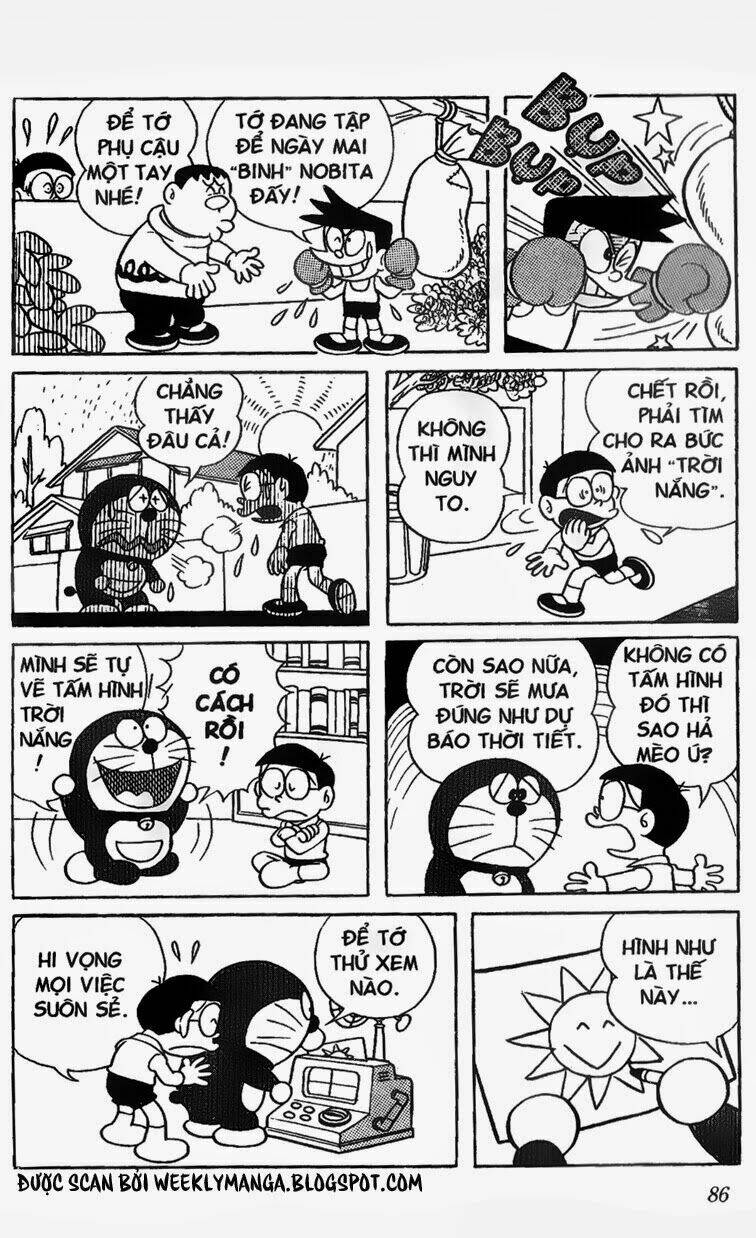 BỤP
BỤP
BỤP
TỚ ĐANG TẬP
ĐỂ NGÀY MAI
“BINH” NOBITA
ĐẤY!
ĐỂ TỚ
PHỤ CẬU
MỘT TAY
NHÉ!
CHẾT RỒI,
PHẢI TÌM
CHO RA BỨC
ẢNH “TRỜI
NẮNG”.
KHÔNG
THÌ MÌNH
NGUY
TO.
CHẲNG
THẤY
ĐÂU CẢ!
KHÔNG CÓ
TẤM HÌNH
ĐÓ THÌ
SAO HẢ
MÈO Ú?
CÒN SAO NỮA,
TRỜI SẼ MƯA
ĐÚNG NHƯ DỰ
BÁO THỜI TIẾT.
CÓ
CÁCH
RỒI
!
MÌNH SẼ TỰ
VẼ TẤM HÌNH
TRỜI
NẮNG
!
HÌNH NHƯ
LÀ THẾ
NÀY...
ĐỂ TỚ
THỬ XEM
NÀO.
HI VỌNG
MỌI VIỆC
SUÔN SẺ.
ĐƯỢC SCAN BỞI WEEKLYMANGA.BLOGSPOT.COM
86